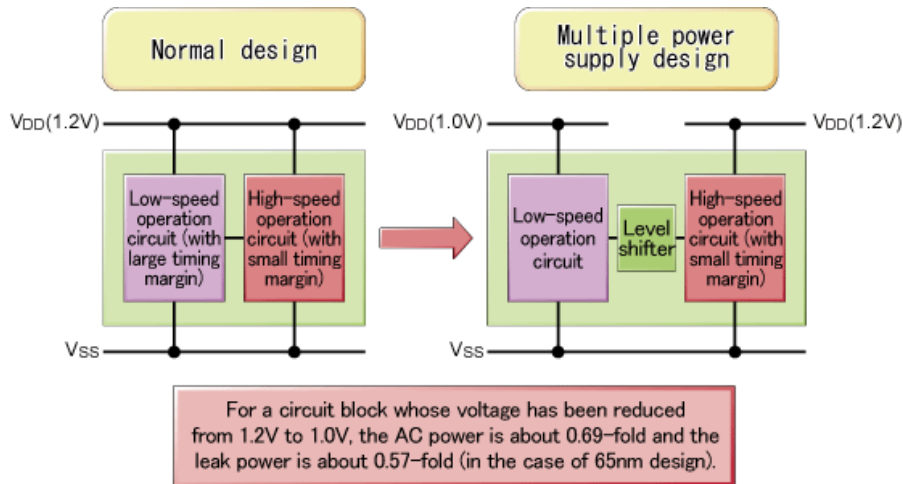 Normal design
Multiple power
supply design
VDD(1.2V)
VDD(1.0V)
VDD(1.2V)
Low-speed
operation
circuit (with
large timing
margin)
High-speed
operation
circuit (with
small timing
margin)
Low-speed
operation
circuit
Level
shifter
High-speed
operation
circuit (with
small timing
margin)
VSS
VSS
For a circuit block whose voltage has been reduced
from 1.2V to 1.0V, the AC power is about 0.69-fold and the
leak power is about 0.57-fold (in the case of 65nm design).